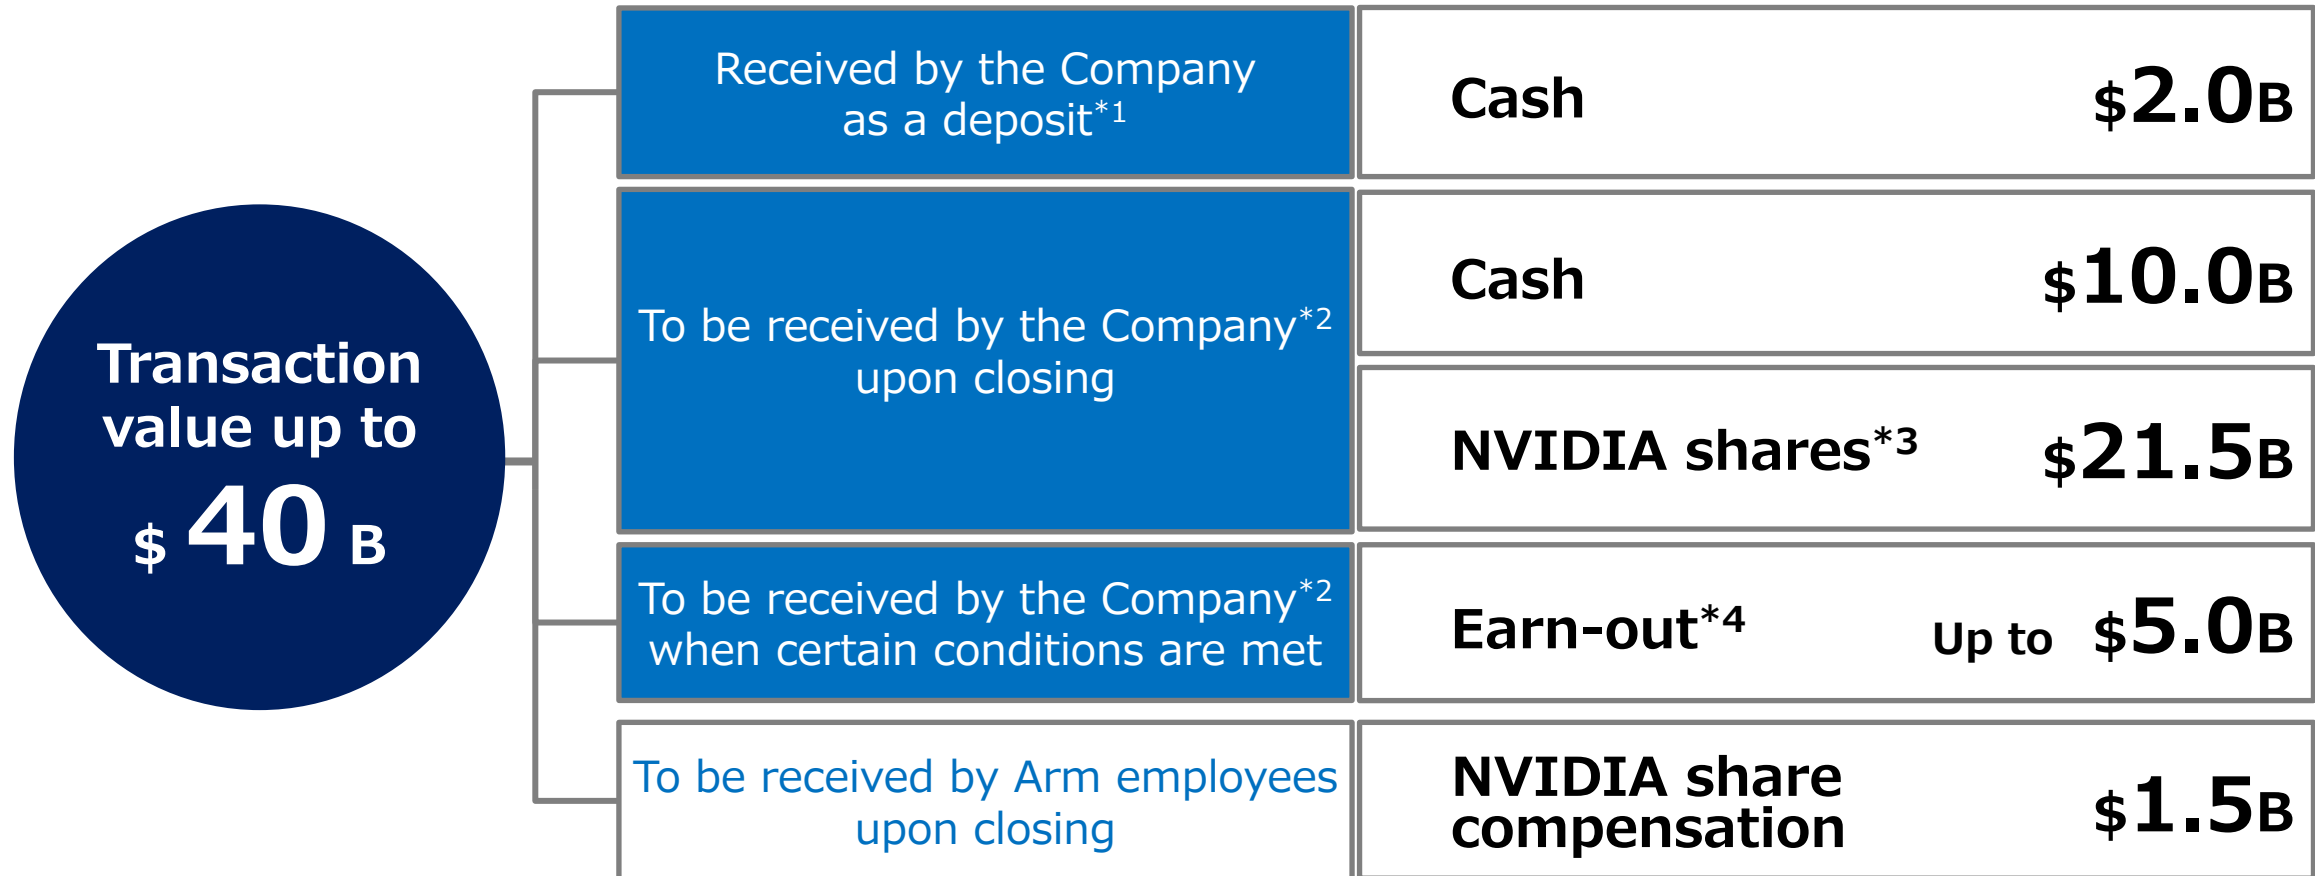 Transaction
value up to
$ 40 B
Received by the Company
as a deposit*1
Cash $2.0B
To be received by the Company*2
upon closing
Cash $10.0B
NVIDIA shares*3 $21.5B
To be received by the Company*2
when certain conditions are met
Earn-out*4 Up to $5.0B
To be received by Arm employees
upon closing
NVIDIA share
compensation $1.5B